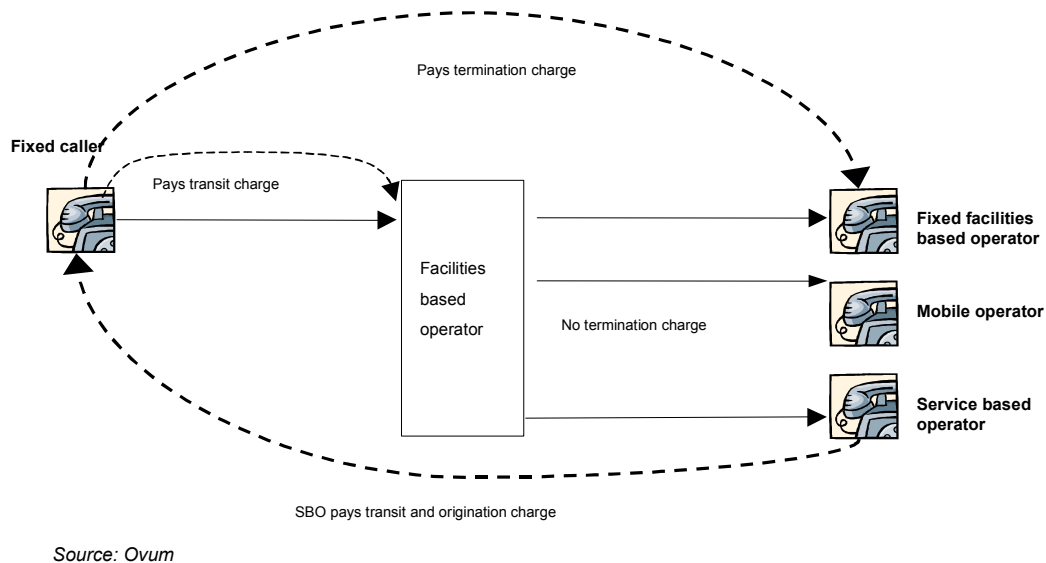 Pays termination charge
Fixed caller
Pays transit charge
Fixed facilities
based operator
Facilities
based
operator
Mobile operator
No termination charge
Service based
operator
SBO pays transit and origination charge
Source: Ovum